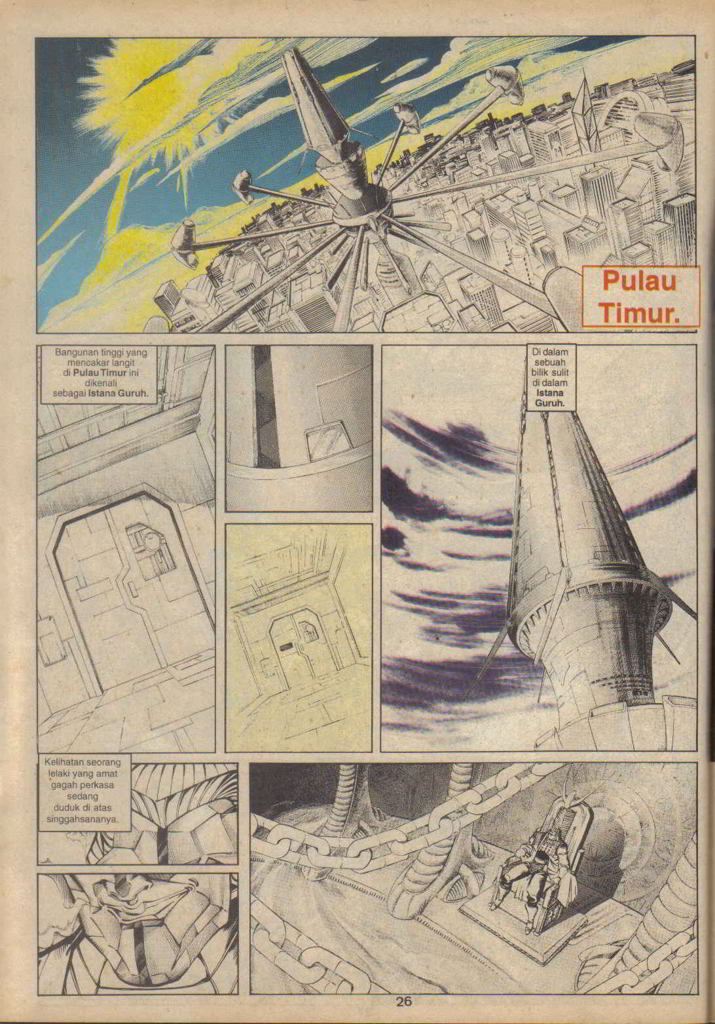 Pulau
Timur.
Bangunan tinggi yang
mencakar langit
di Pulau Timur ini
dikenali
sebagai Istana Guruh.
Di dalam
sebuah
bilik sulit
di dalam
Istana
Guruh.
Kelihatan seorang
lelaki yang amat
gagah perkasa
sedang
duduk di atas
singgahsananya.
26